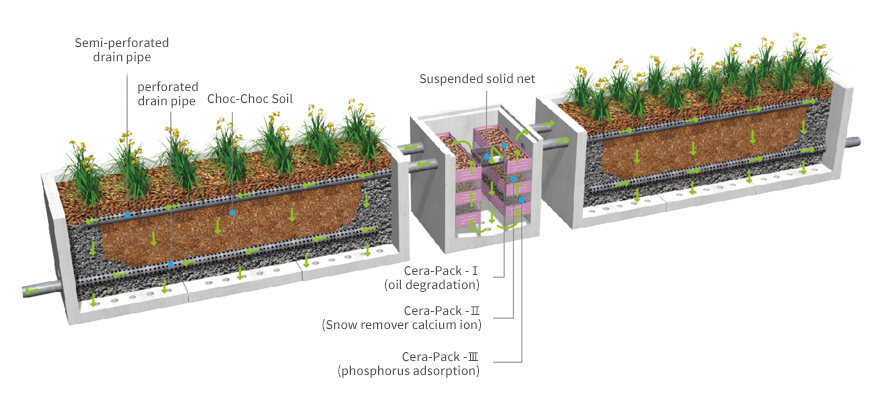 Semi-perforated
drain pipe
perforated
drain pipe
Choc-Choc Soil
Suspended solid net
Cera-Pack - Ⅰ
(oil degradation)
Cera-Pack -Ⅱ
(Snow remover calcium ion)
Cera-Pack -Ⅲ
(phosphorus adsorption)